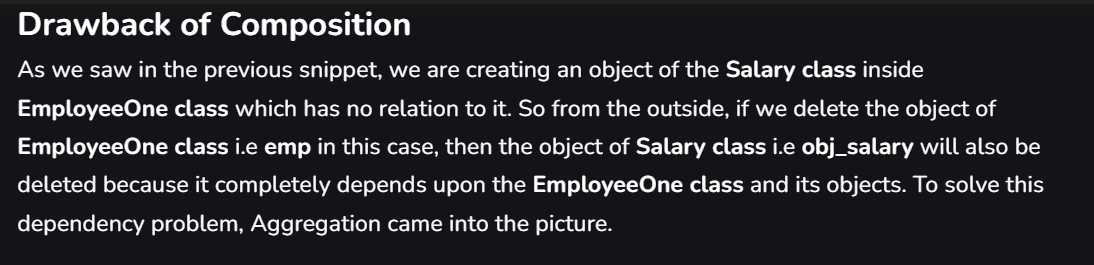 Drawback of Composition
As we saw in the previous snippet, we are creating an object of the Salary class inside
EmployeeOne class which has no relation to it. So from the outside, if we delete the object of
EmployeeOne class i.e emp in this case, then the object of Salary class i.e obj_salary will also be
deleted because it completely depends upon the EmployeeOne class and its objects. To solve this
dependency problem, Aggregation came into the picture.